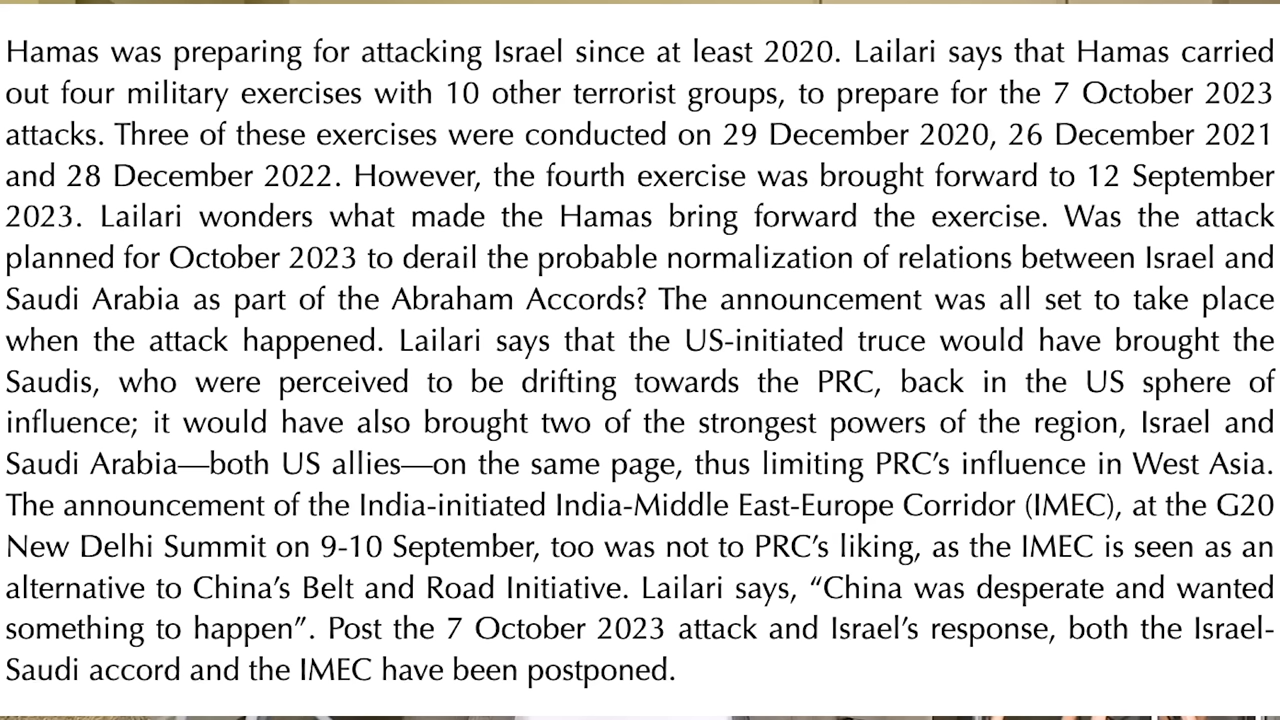 Hamas was preparing for attacking Israel since at least 2020. Lailari says that Hamas carried
out four military exercises with 10 other terrorist groups, to prepare for the 7 October 2023
attacks. Three of these exercises were conducted on 29 December 2020, 26 December 2021
and 28 December 2022. However, the fourth exercise was brought forward to 12 September
2023. Lailari wonders what made the Hamas bring forward the exercise. Was the attack
planned for October 2023 to derail the probable normalization of relations between Israel and
Saudi Arabia as part of the Abraham Accords? The announcement was all set to take place
when the attack happened. Lailari says that the US-initiated truce would have brought the
Saudis, who were perceived to be drifting towards the PRC, back in the US sphere of
influence; it would have also brought two of the strongest powers of the region, Israel and
Saudi Arabia—both US allies—on the same page, thus limiting PRC’s influence in West Asia.
The announcement of the India-initiated India-Middle East-Europe Corridor (IMEC), at the G20
New Delhi Summit on 9-10 September, too was not to PRC’s liking, as the IMEC is seen as an
alternative to China’s Belt and Road Initiative. Lailari says, “China was desperate and wanted
something to happen”. Post the 7 October 2023 attack and Israel’s response, both the Israel-
Saudi accord and the IMEC have been postponed.